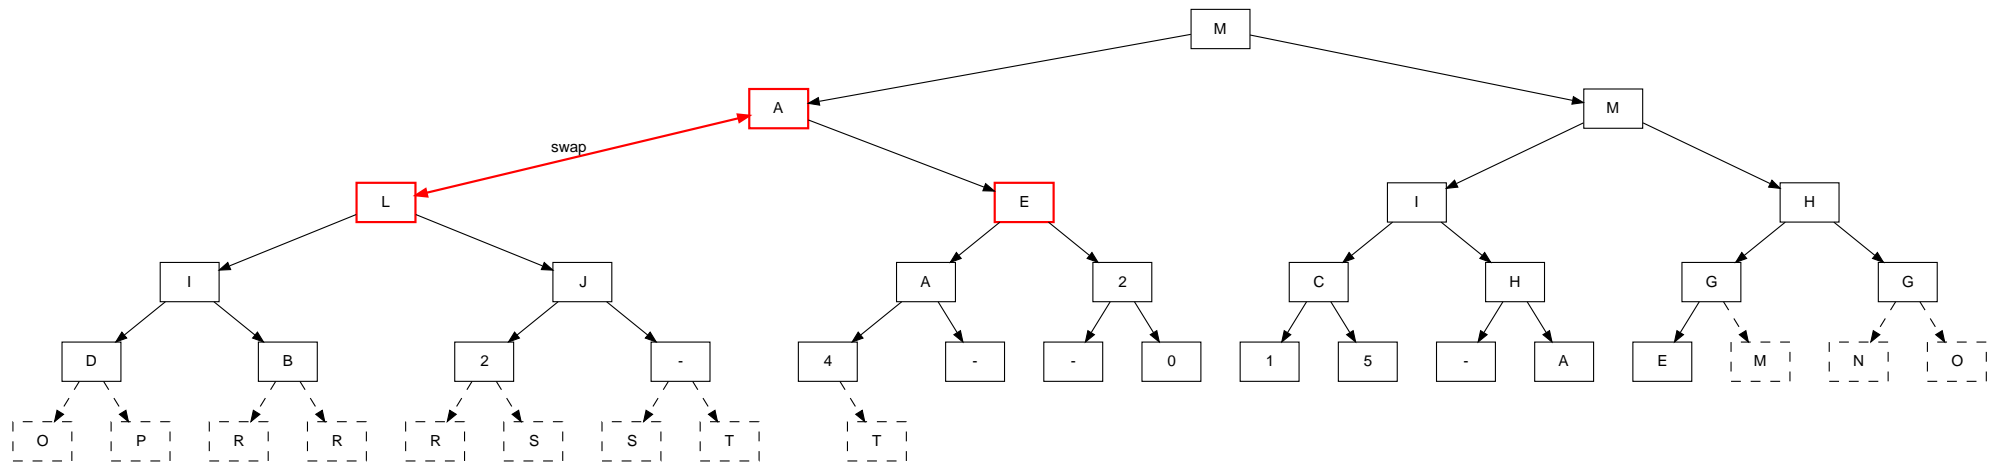 M
A M
swap
L E I H
I J A 2 C H G G
D B 2 - 4 - - 0 1 5 - A E M N O
O P R R R S S T T